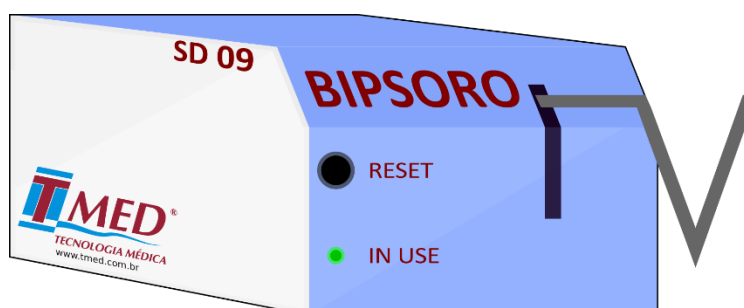 SD 09
BIPSORO
RESET
IN USE
TMED®
TECNOLOGIA MÉDICA
www.tmed.com.br